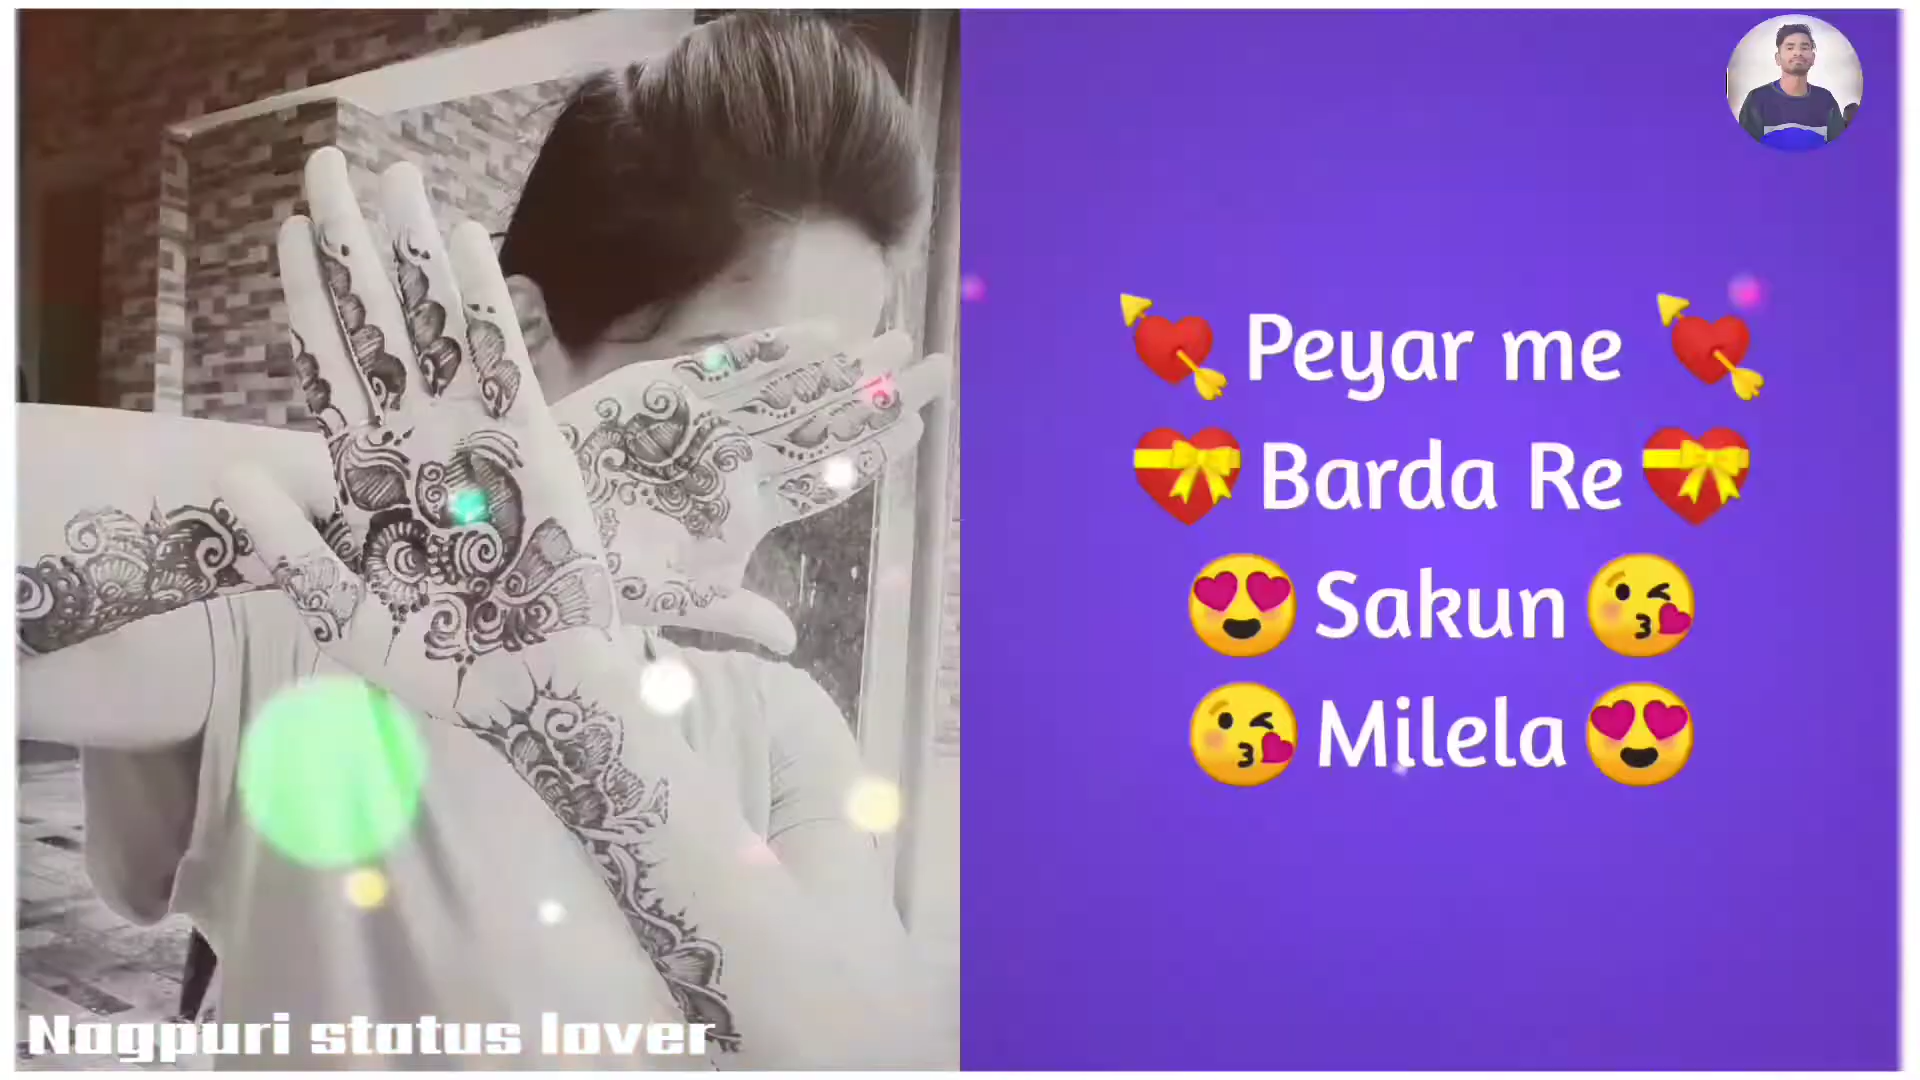 💘 Peyar me 💘
💝 Barda Re 💝
😍 Sakun 😘
😘 Milela 😍
Nagpuri status lover